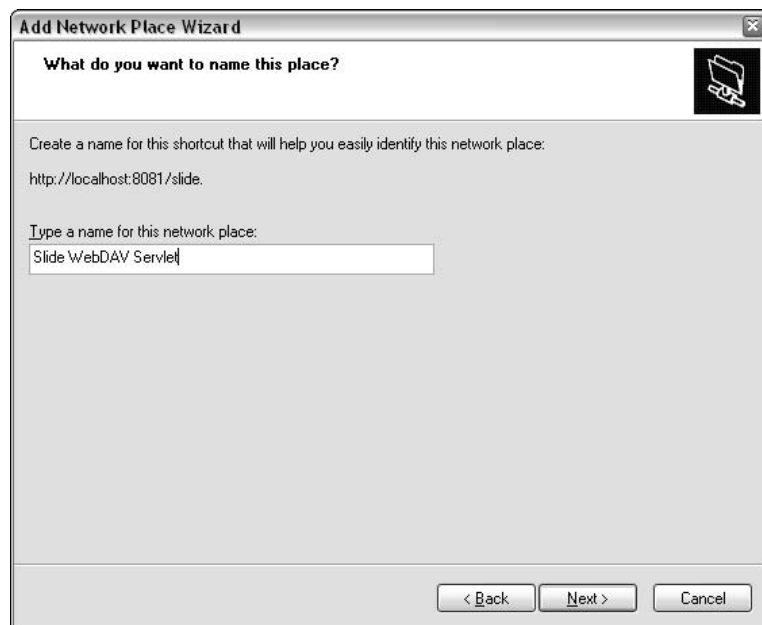 Add Network Place Wizard
What do you want to name this place?
Create a name for this shortcut that will help you easily identify this network place:
http://localhost:8081/slide.
Type a name for this network place:
Slide WebDAV Servlet
< Back Next > Cancel